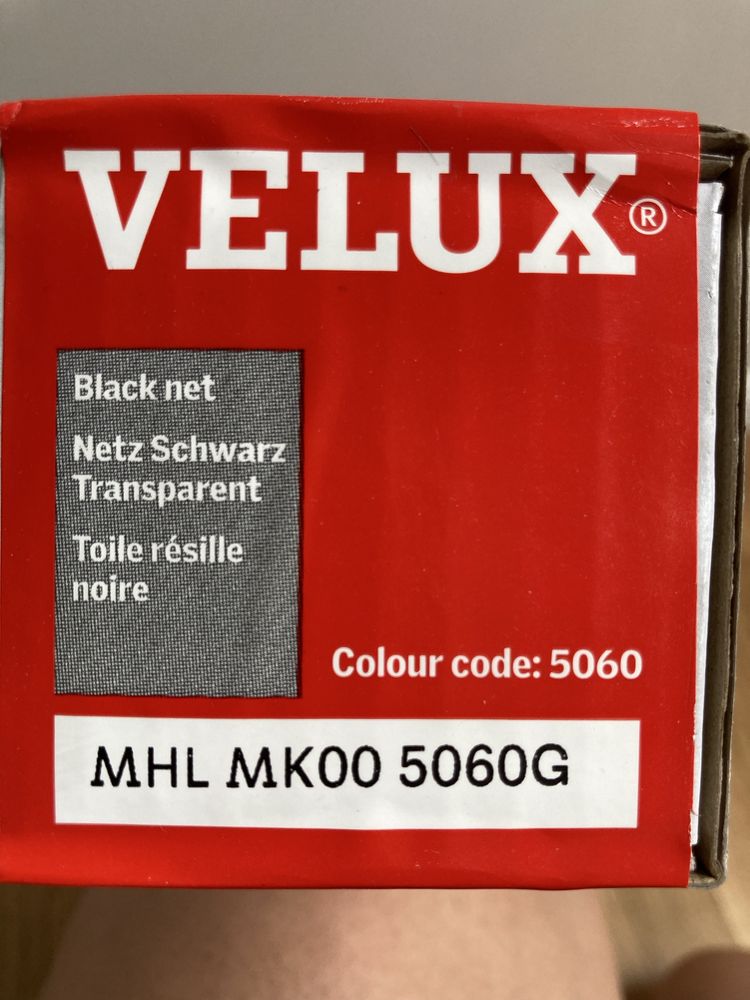 VELUX®
Black net
Netz Schwarz
Transparent
Toile résille
noire
Colour code: 5060
MHL MK00 5060G